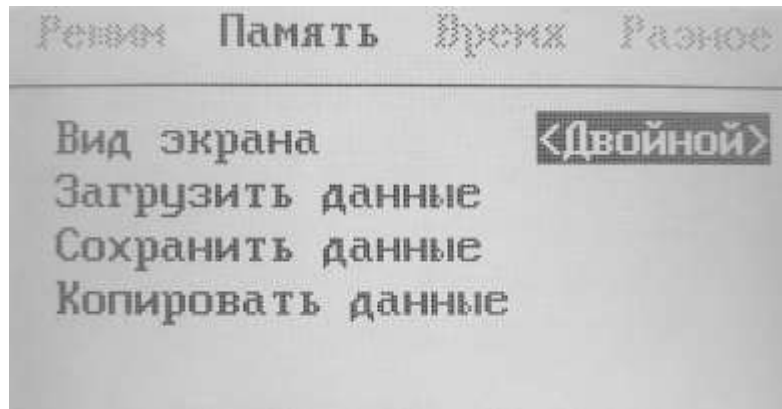 Режим Память Время Разное
Вид экрана <Двойной>
Загрузить данные
Сохранить данные
Копировать данные